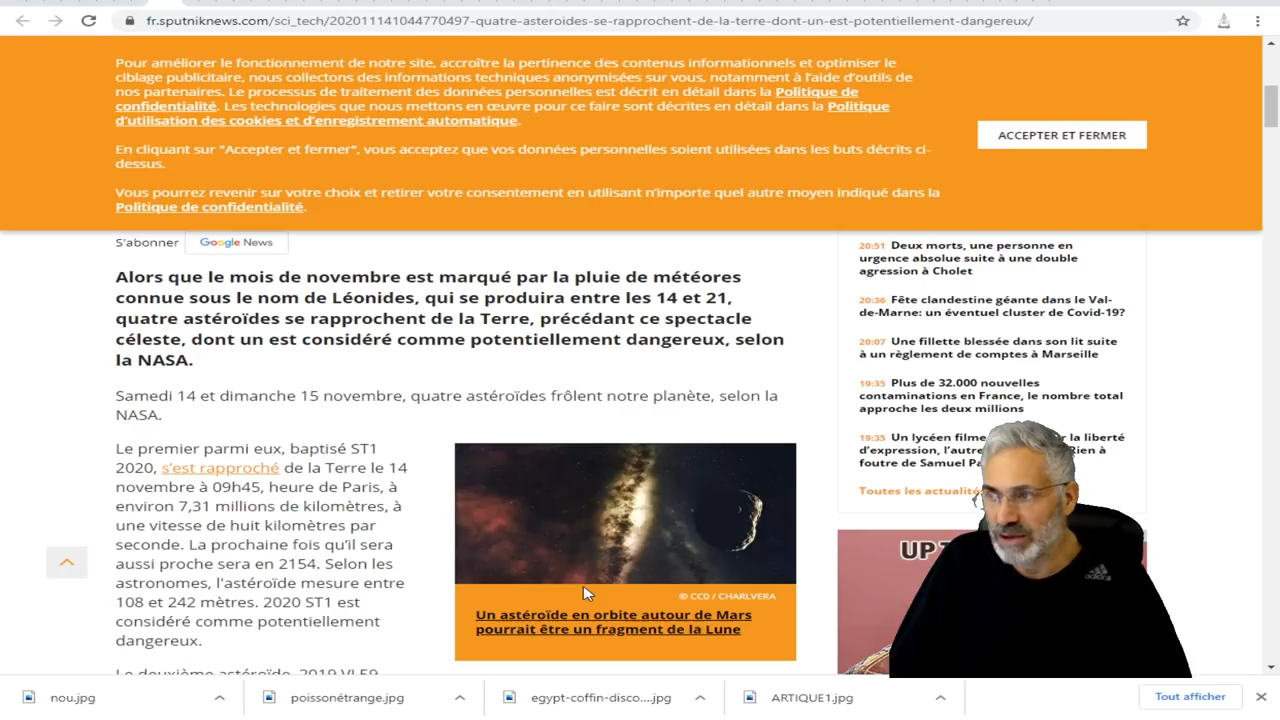 fr.sputniknews.com/sci_tech/202011141044770497-quatre-asteroides-se-rapprochent-de-la-terre-dont-un-est-potentiellement-dangereux/
Pour améliorer le fonctionnement de notre site, accroître la pertinence des contenus informationnels et optimiser le
ciblage publicitaire, nous collectons des informations techniques anonymisées sur vous, notamment à l'aide d'outils de
nos partenaires. Le processus de traitement des données personnelles est décrit en détail dans la Politique de
confidentialité. Les technologies que nous mettons en œuvre pour ce faire sont décrites en détail dans la Politique
d'utilisation des cookies et d'enregistrement automatique.
En cliquant sur "Accepter et fermer", vous acceptez que vos données personnelles soient utilisées dans les buts décrits ci-
dessus.
Vous pourrez revenir sur votre choix et retirer votre consentement en utilisant n'importe quel autre moyen indiqué dans la
Politique de confidentialité.
ACCEPTER ET FERMER
S'abonner Google News
Alors que le mois de novembre est marqué par la pluie de météores
connue sous le nom de Léonides, qui se produira entre les 14 et 21,
quatre astéroïdes se rapprochent de la Terre, précédant ce spectacle
céleste, dont un est considéré comme potentiellement dangereux, selon
la NASA.
Samedi 14 et dimanche 15 novembre, quatre astéroïdes frôlent notre planète, selon la
NASA.
Le premier parmi eux, baptisé ST1
2020, s'est rapproché de la Terre le 14
novembre à 09h45, heure de Paris, à
environ 7,31 millions de kilomètres, à
une vitesse de huit kilomètres par
seconde. La prochaine fois qu'il sera
aussi proche sera en 2154. Selon les
astronomes, l'astéroïde mesure entre
108 et 242 mètres. 2020 ST1 est
considéré comme potentiellement
dangereux.
Le deuxième astéroïde, 2019 VL59
© CC0 / CHARLVERA
Un astéroïde en orbite autour de Mars
pourrait être un fragment de la Lune
20:51 Deux morts, une personne en
urgence absolue suite à une double
agression à Cholet
20:36 Fête clandestine géante dans le Val-
de-Marne: un éventuel cluster de Covid-19?
20:07 Une fillette blessée dans son lit suite
à un règlement de comptes à Marseille
19:35 Plus de 32.000 nouvelles
contaminations en France, le nombre total
approche les deux millions
19:35 Un lycéen filme la liberté
d'expression, l'autre Rien à
foutre de Samuel
Toutes les actualités
adidas
nou.jpg
poissonétrange.jpg
egypt-coffin-disco....jpg
ARTIQUE1.jpg
Tout afficher